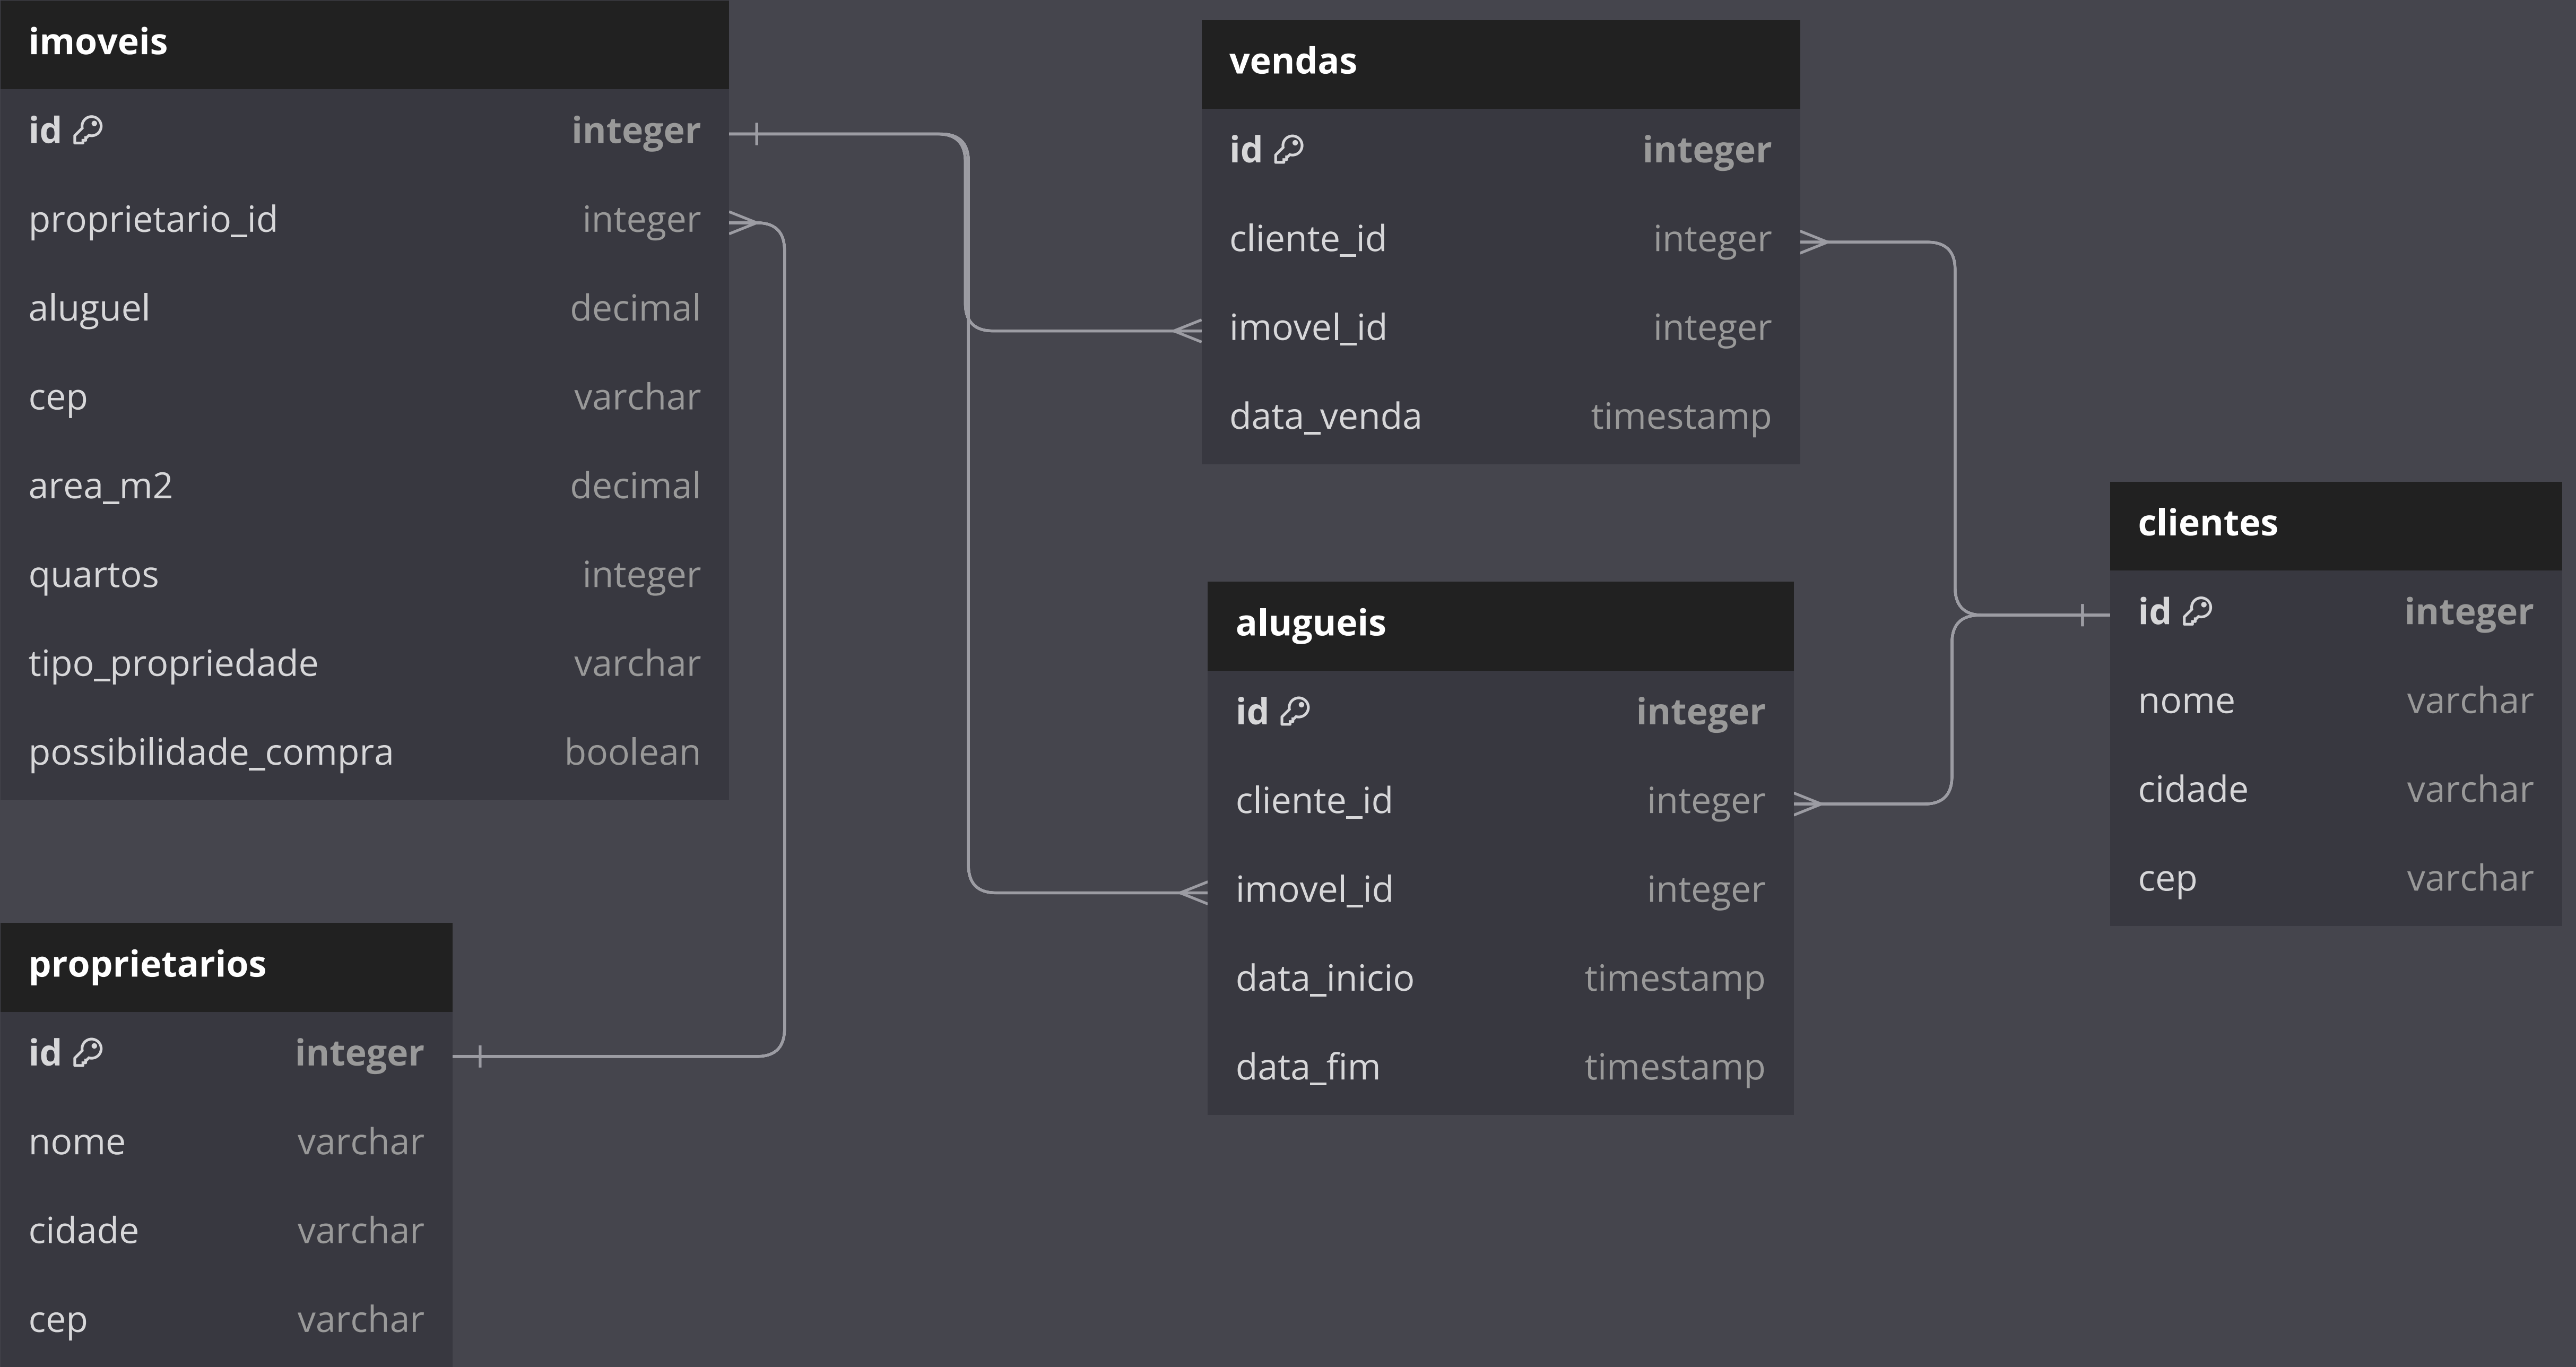 imoveis
id integer
proprietario_id integer
aluguel decimal
cep varchar
area_m2 decimal
quartos integer
tipo_propriedade varchar
possibilidade_compra boolean
proprietarios
id integer
nome varchar
cidade varchar
cep varchar
vendas
id integer
cliente_id integer
imovel_id integer
data_venda timestamp
alugueis
id integer
cliente_id integer
imovel_id integer
data_inicio timestamp
data_fim timestamp
clientes
id integer
nome varchar
cidade varchar
cep varchar